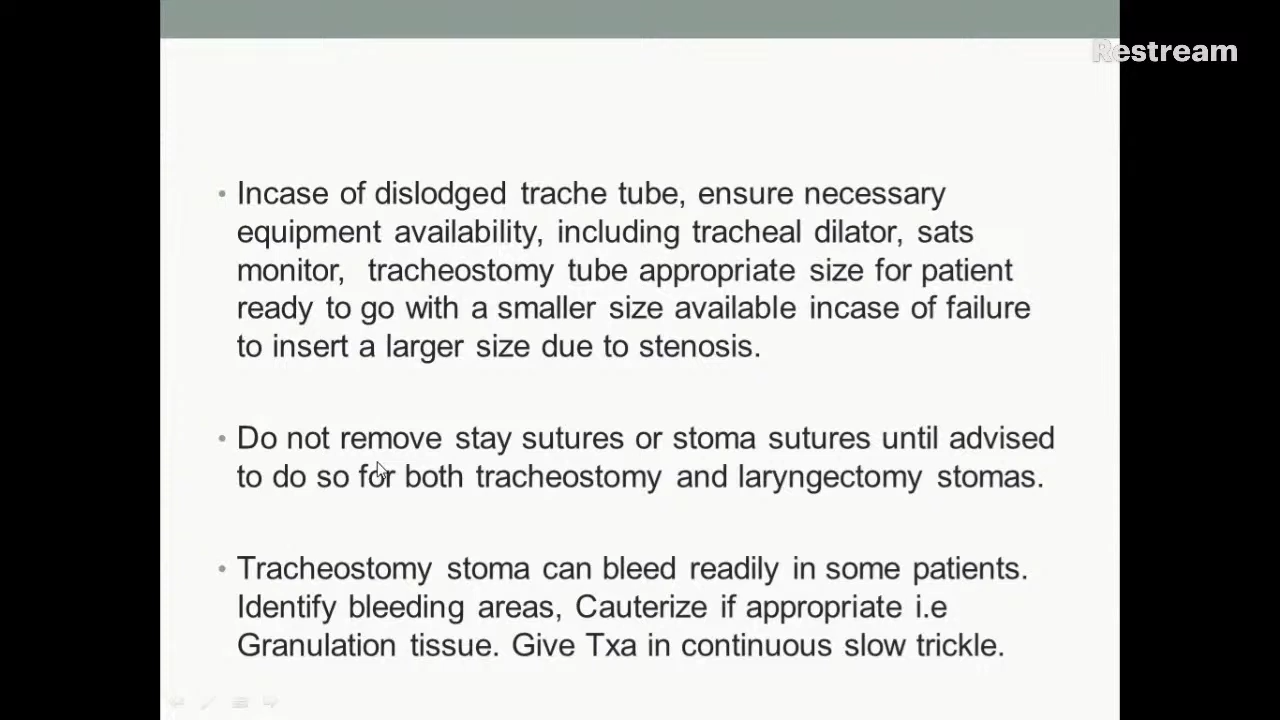 Restream
• Incase of dislodged trache tube, ensure necessary
equipment availability, including tracheal dilator, sats
monitor, tracheostomy tube appropriate size for patient
ready to go with a smaller size available incase of failure
to insert a larger size due to stenosis.
• Do not remove stay sutures or stoma sutures until advised
to do so for both tracheostomy and laryngectomy stomas.
• Tracheostomy stoma can bleed readily in some patients.
Identify bleeding areas, Cauterize if appropriate i.e
Granulation tissue. Give Txa in continuous slow trickle.